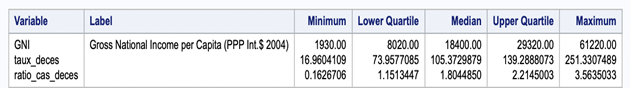 Variable Label Minimum Lower Quartile Median Upper Quartile Maximum
GNI Gross National Income per Capita (PPP Int.$ 2004) 1930.00 8020.00 18400.00 29320.00 61220.00
taux_deces 16.9604109 73.9577085 105.3729879 139.2888073 251.3307489
ratio_cas_deces 0.1626706 1.1513447 1.8044850 2.2145003 3.5635033